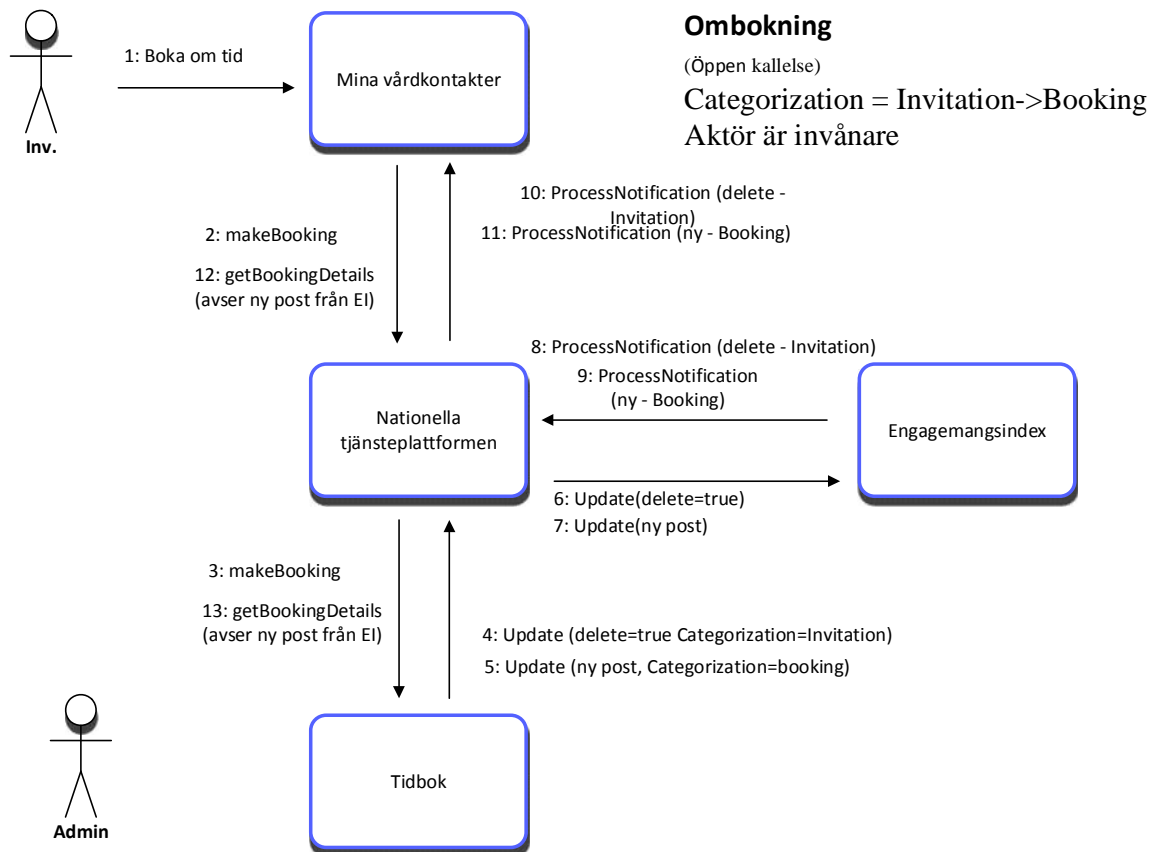 Ombokning
(Öppen kallelse)
Categorization = Invitation->Booking
Aktör är invånare
1: Boka om tid
Inv.
Mina vårdkontakter
10: ProcessNotification (delete -
Invitation)
11: ProcessNotification (ny - Booking)
2: makeBooking
12: getBookingDetails
(avser ny post från EI)
8: ProcessNotification (delete - Invitation)
9: ProcessNotification
(ny - Booking)
Nationella
tjänsteplattformen
Engagemangsindex
6: Update(delete=true)
7: Update(ny post)
3: makeBooking
13: getBookingDetails
(avser ny post från EI)
4: Update (delete=true Categorization=Invitation)
5: Update (ny post, Categorization=booking)
Tidbok
Admin